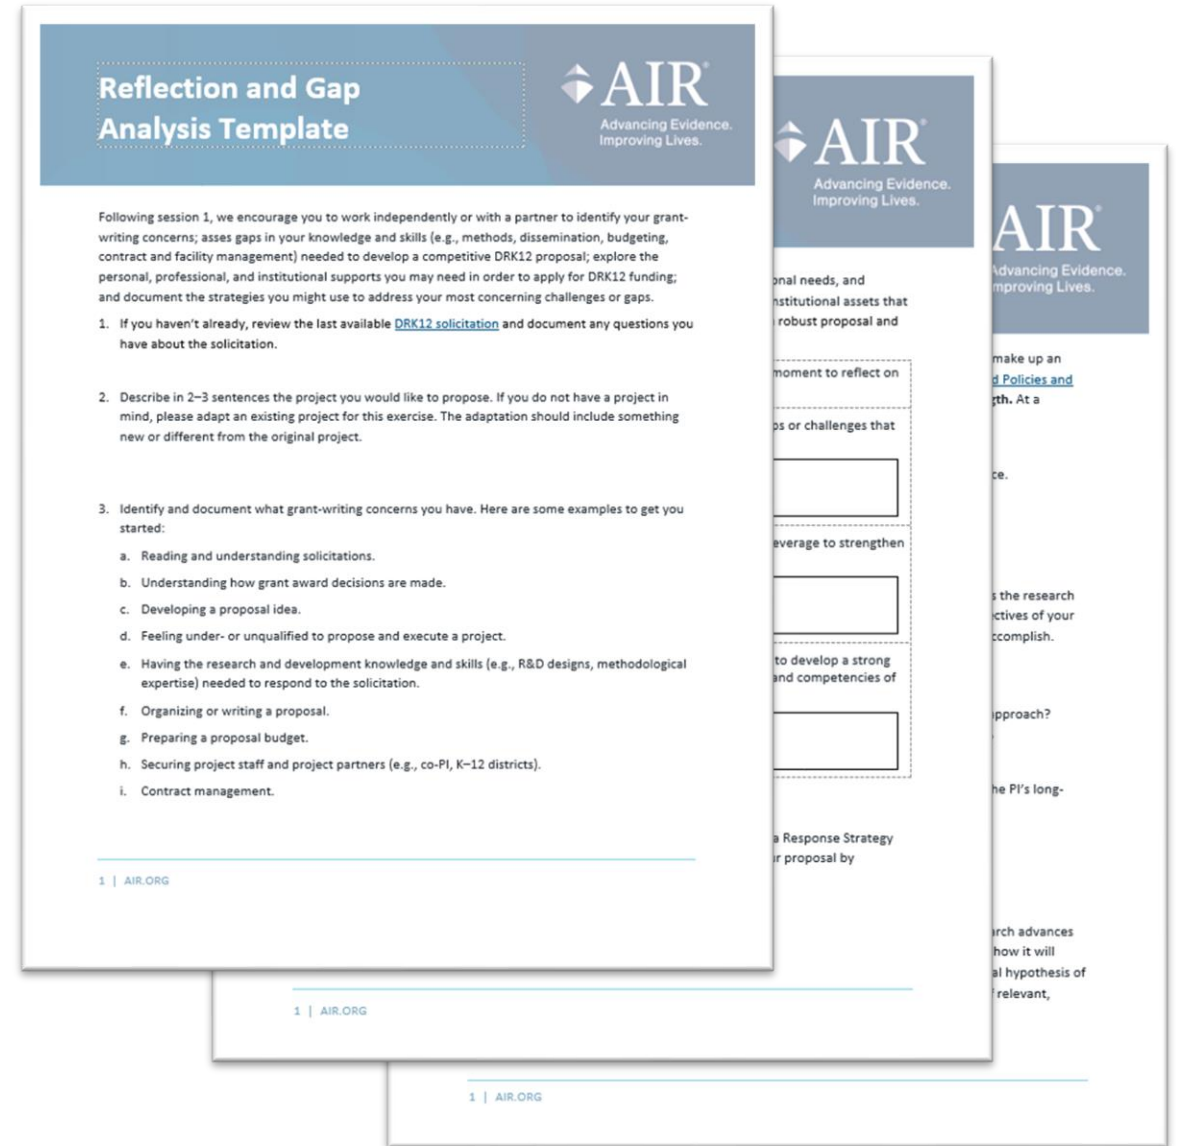 Reflection and Gap
Analysis Template
AIR®
Advancing Evidence.
Improving Lives.
Following session 1, we encourage you to work independently or with a partner to identify your grant-
writing concerns; asses gaps in your knowledge and skills (e.g., methods, dissemination, budgeting,
contract and facility management) needed to develop a competitive DRK12 proposal; explore the
personal, professional, and institutional supports you may need in order to apply for DRK12 funding;
and document the strategies you might use to address your most concerning challenges or gaps.
1. If you haven't already, review the last available DRK12 solicitation and document any questions you
have about the solicitation.
2. Describe in 2–3 sentences the project you would like to propose. If you do not have a project in
mind, please adapt an existing project for this exercise. The adaptation should include something
new or different from the original project.
3. Identify and document what grant-writing concerns you have. Here are some examples to get you
started:
a. Reading and understanding solicitations.
b. Understanding how grant award decisions are made.
c. Developing a proposal idea.
d. Feeling under- or unqualified to propose and execute a project.
e. Having the research and development knowledge and skills (e.g., R&D designs, methodological
expertise) needed to respond to the solicitation.
f. Organizing or writing a proposal.
g. Preparing a proposal budget.
h. Securing project staff and project partners (e.g., co-PI, K–12 districts).
i. Contract management.
1 | AIR.ORG
AIR®
Advancing Evidence.
Improving Lives.
needs, and
institutional assets that
robust proposal and
moment to reflect on
or challenges that
leverage to strengthen
to develop a strong
and competencies of
a Response Strategy
proposal by
1 | AIR.ORG
AIR®
Advancing Evidence.
Improving Lives.
make up an
Policies and
At a
the research
of your
accomplish.
approach?
the PI's long-
advances
how it will
hypothesis of
relevant,
1 | AIR.ORG